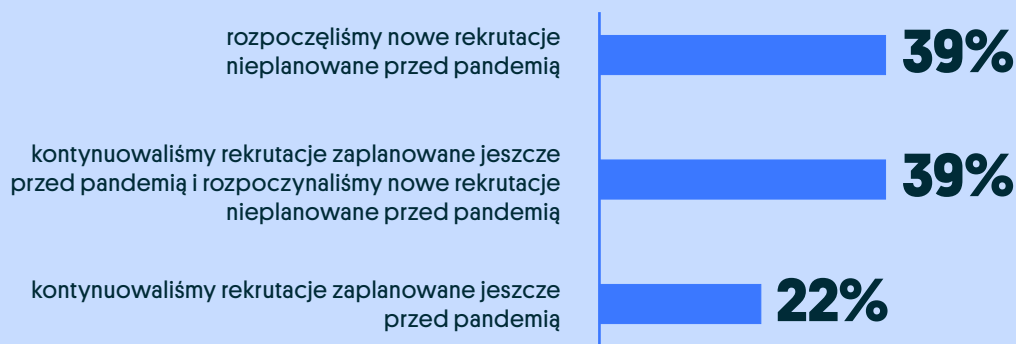 rozpoczęliśmy nowe rekrutacje
nieplanowane przed pandemią
39%
kontynuowaliśmy rekrutacje zaplanowane jeszcze
przed pandemią i rozpoczynaliśmy nowe rekrutacje
nieplanowane przed pandemią
39%
kontynuowaliśmy rekrutacje zaplanowane jeszcze
przed pandemią
22%